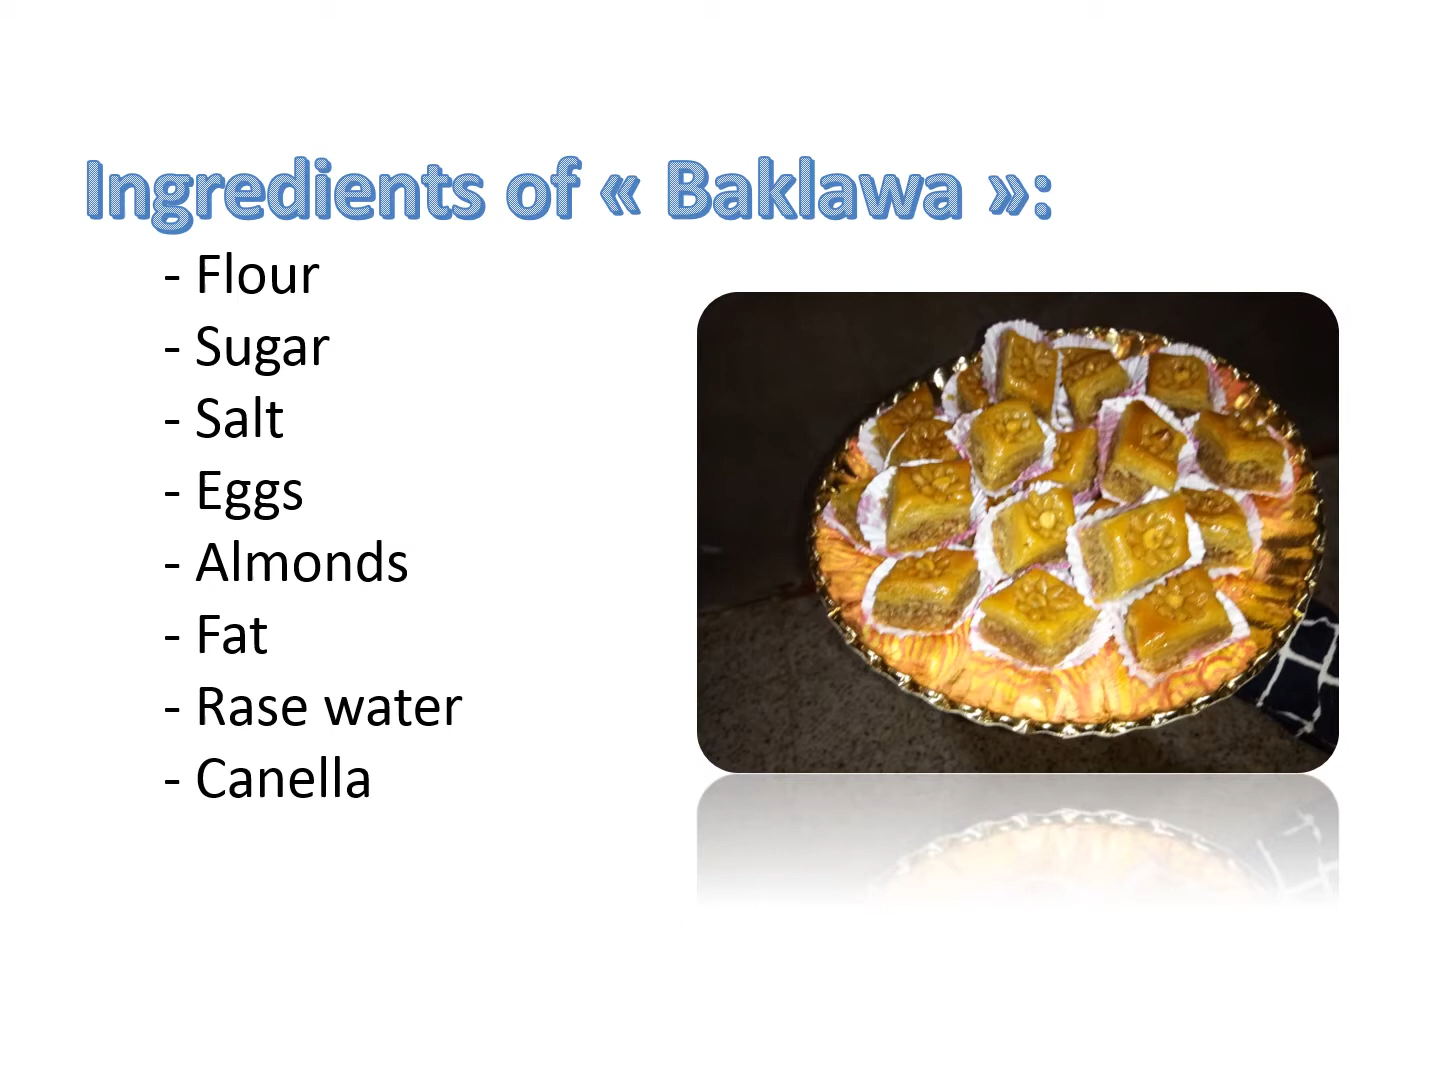 Ingredients of « Baklawa »:
- Flour
- Sugar
- Salt
- Eggs
- Almonds
- Fat
- Rase water
- Canella